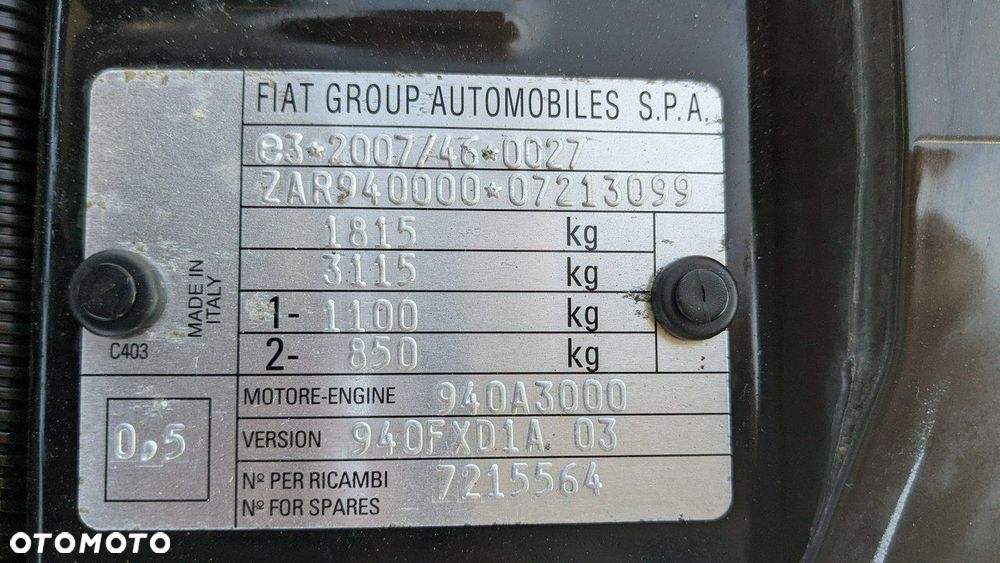 FIAT GROUP AUTOMOBILES S.P.A.
e3*2007/46*0027
ZAR940000*07213099
1815 kg
3115 kg
1- 1100 kg
2- 850 kg
MADE IN ITALY
C403
0,5
MOTORE-ENGINE 940A3000
VERSION 940FXD1A 03
Nº PER RICAMBI 7215564
Nº FOR SPARES
OTOMOTO